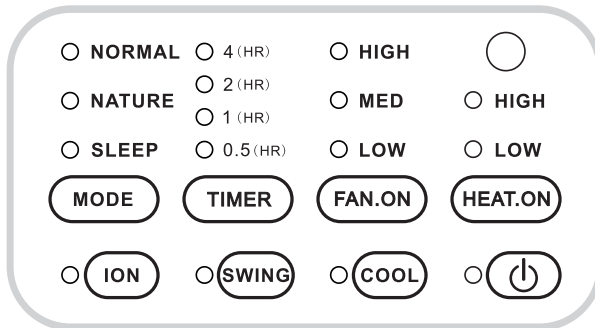 NORMAL 4 (HR) HIGH
2 (HR)
NATURE MED HIGH
1 (HR)
SLEEP 0.5 (HR) LOW LOW
MODE TIMER FAN.ON HEAT.ON
ION SWING COOL